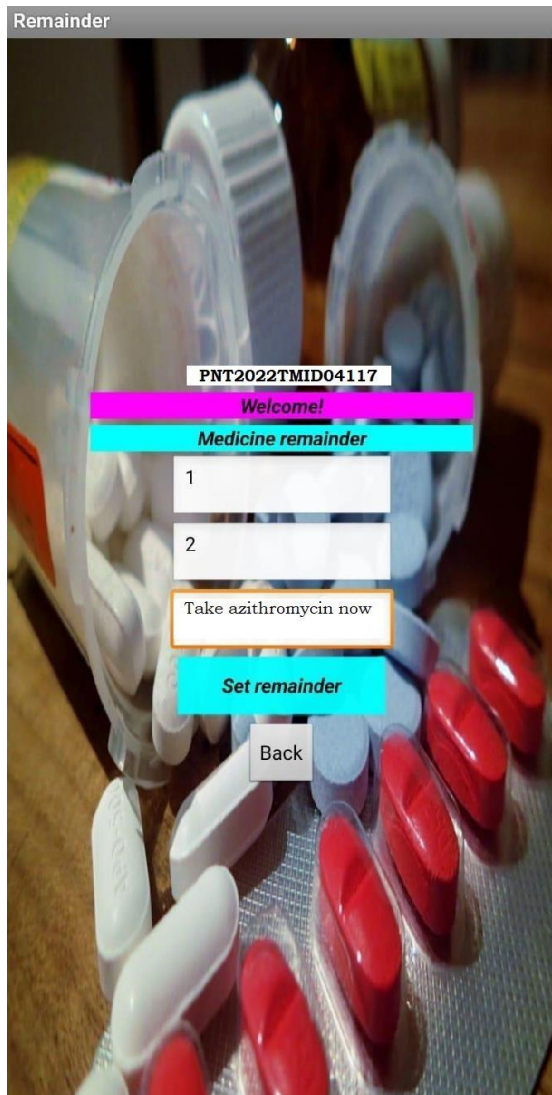 Remainder
PNT2022TMID04117
Welcome!
Medicine remainder
1
2
Take azithromycin now
Set remainder
Back